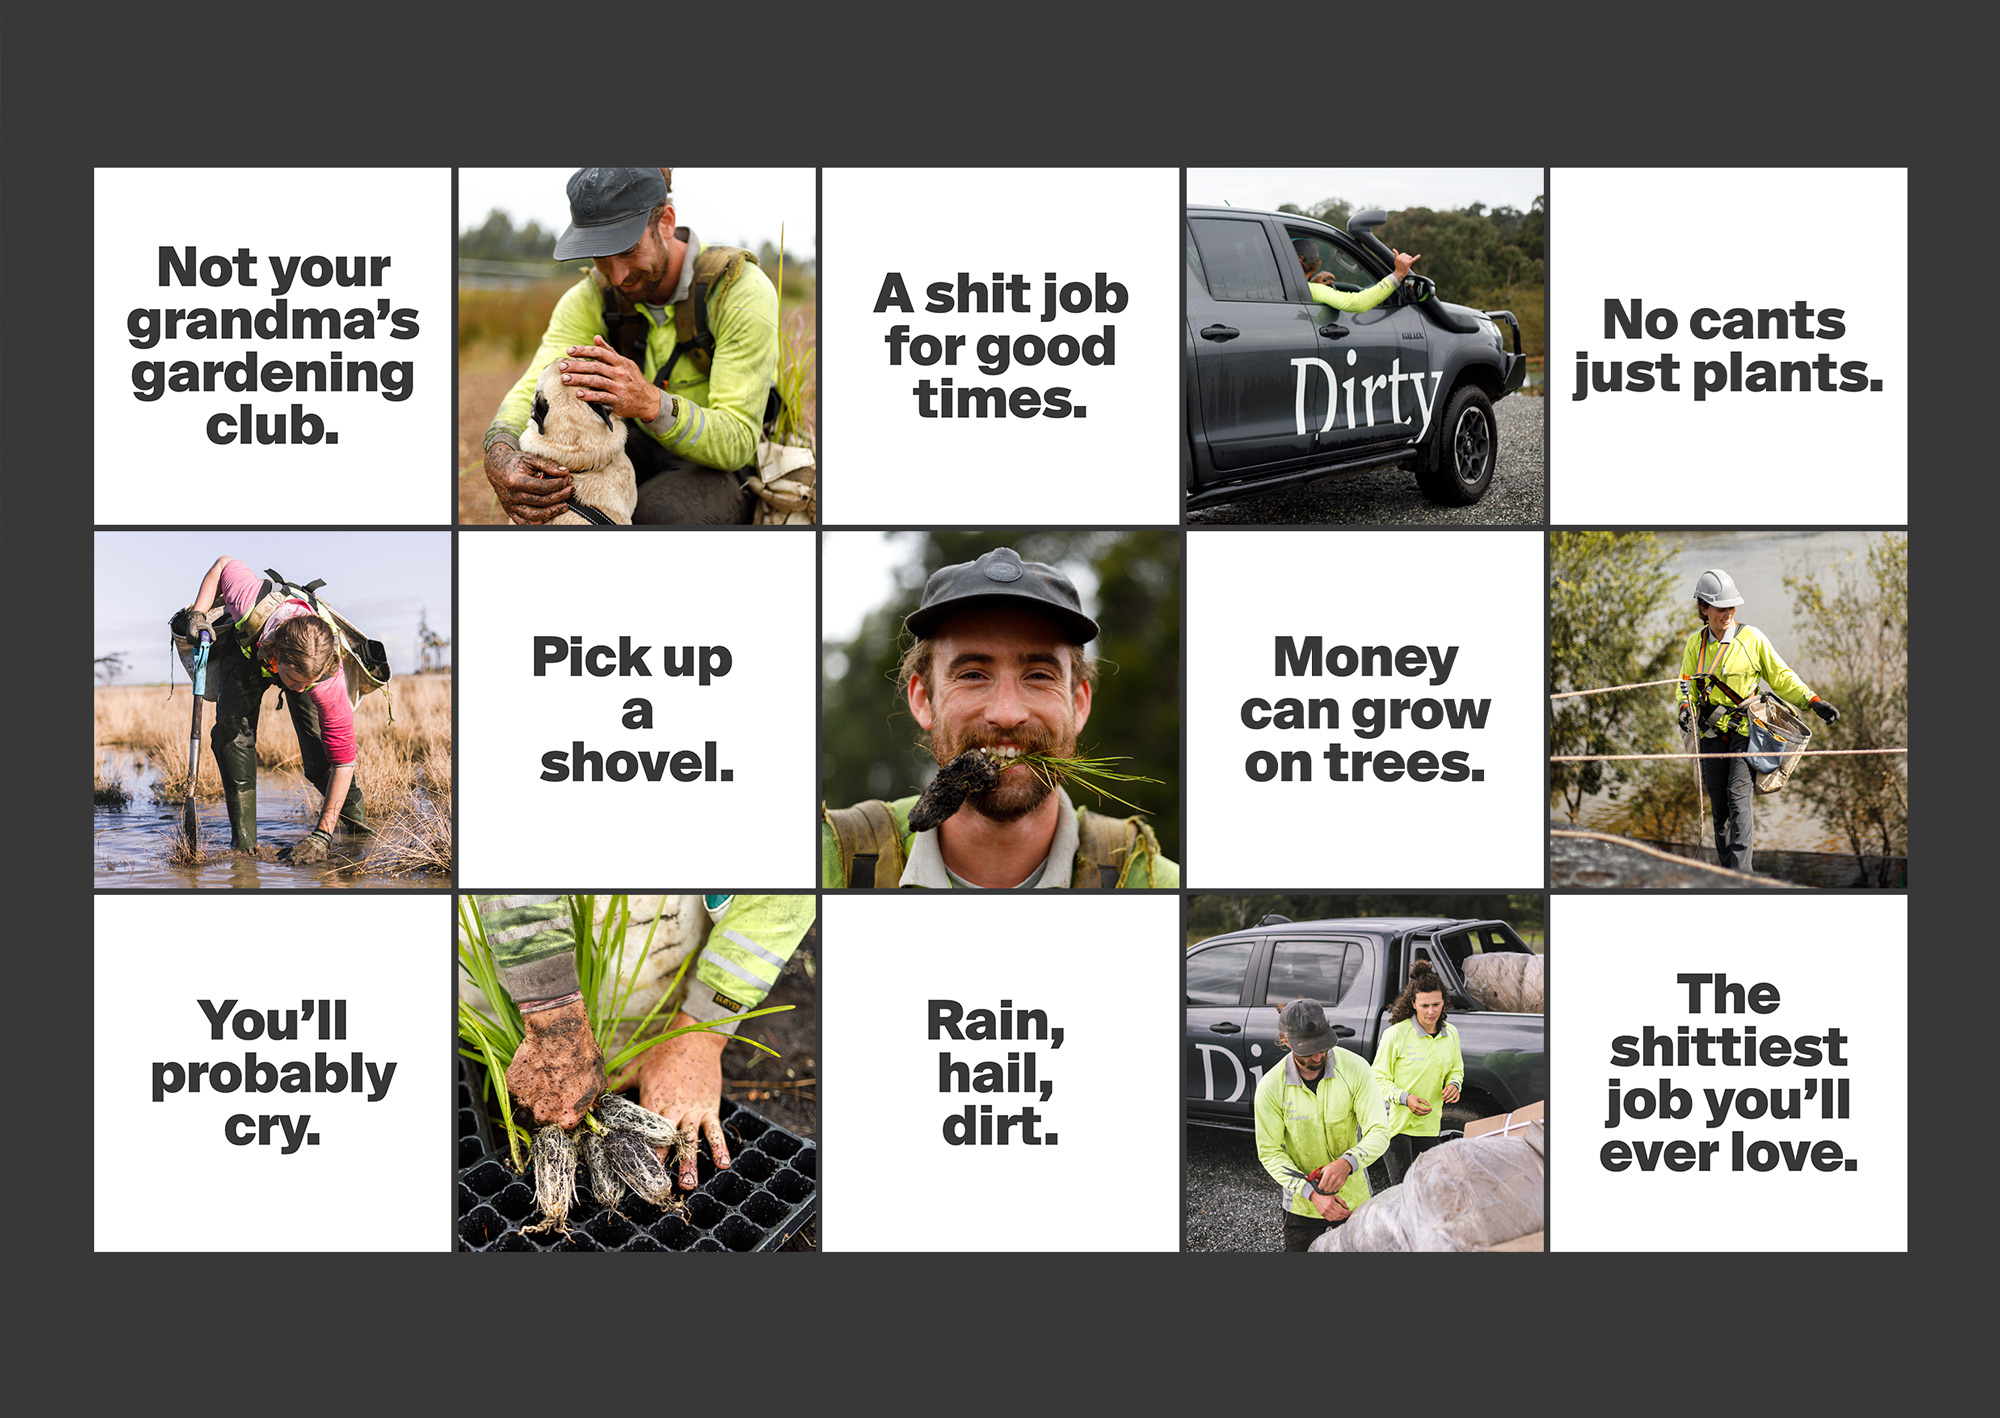 Not your
grandma's
gardening
club.
A shit job
for good
times.
Dirty
No cants
just plants.
Pick up
a
shovel.
Money
can grow
on trees.
You'll
probably
cry.
Rain,
hail,
dirt.
Di
The
shittiest
job you'll
ever love.